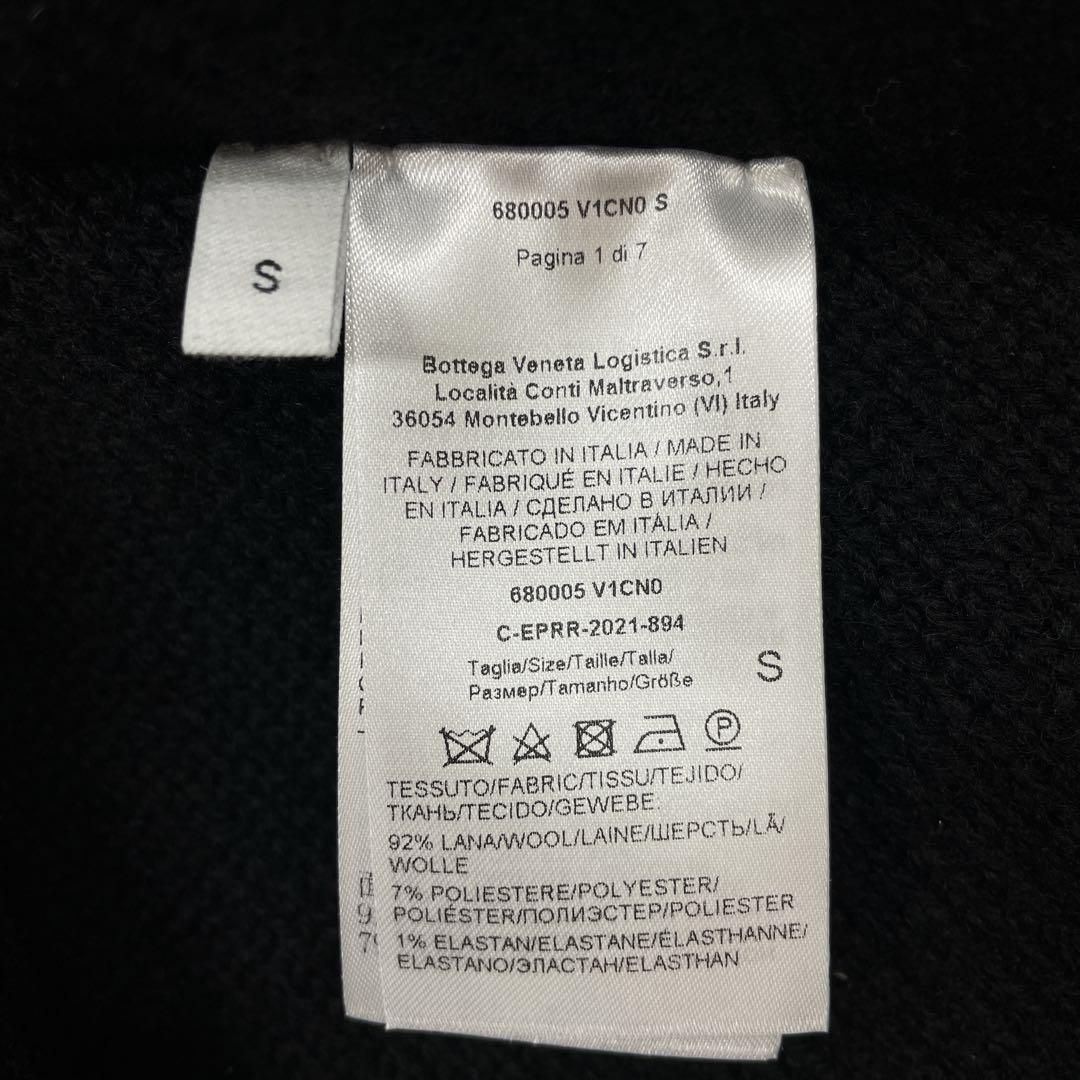 S
680005 V1CN0 S
Pagina 1 di 7
Bottega Veneta Logistica S.r.l.
Località Conti Maltraverso,1
36054 Montebello Vicentino (VI) Italy
FABBRICATO IN ITALIA / MADE IN
ITALY / FABRIQUÉ EN ITALIE / HECHO
EN ITALIA / СДЕЛАНО В ИТАЛИИ /
FABRICADO EM ITÁLIA /
HERGESTELLT IN ITALIEN
680005 V1CN0
C-EPRR-2021-894
Taglia/Size/Taille/Talla/
Размер/Tamanho/Größe
S
P
TESSUTO/FABRIC/TISSU/TEJIDO/
ТКАНЬ/TECIDO/GEWEBE.
92% LANA/WOOL/LAINE/ШЕРСТЬ/LÃ/
WOLLE
7% POLIESTERE/POLYESTER/
POLIÉSTER/ПОЛИЭСТЕР/POLIESTER
1% ELASTAN/ELASTANE/ÉLASTHANNE/
ELASTANO/ЭЛАСТАН/ELASTHAN